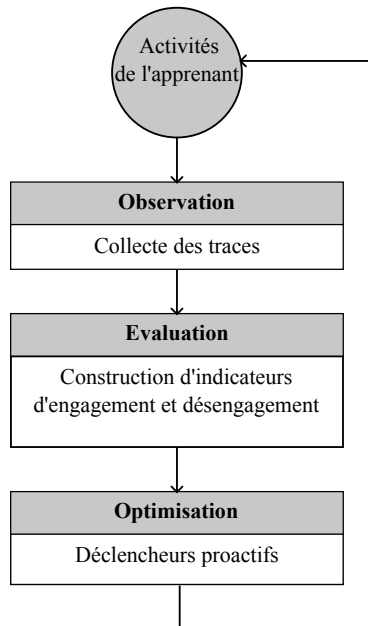 Activités
de l'apprenant
Observation
Collecte des traces
Evaluation
Construction d'indicateurs
d'engagement et désengagement
Optimisation
Déclencheurs proactifs